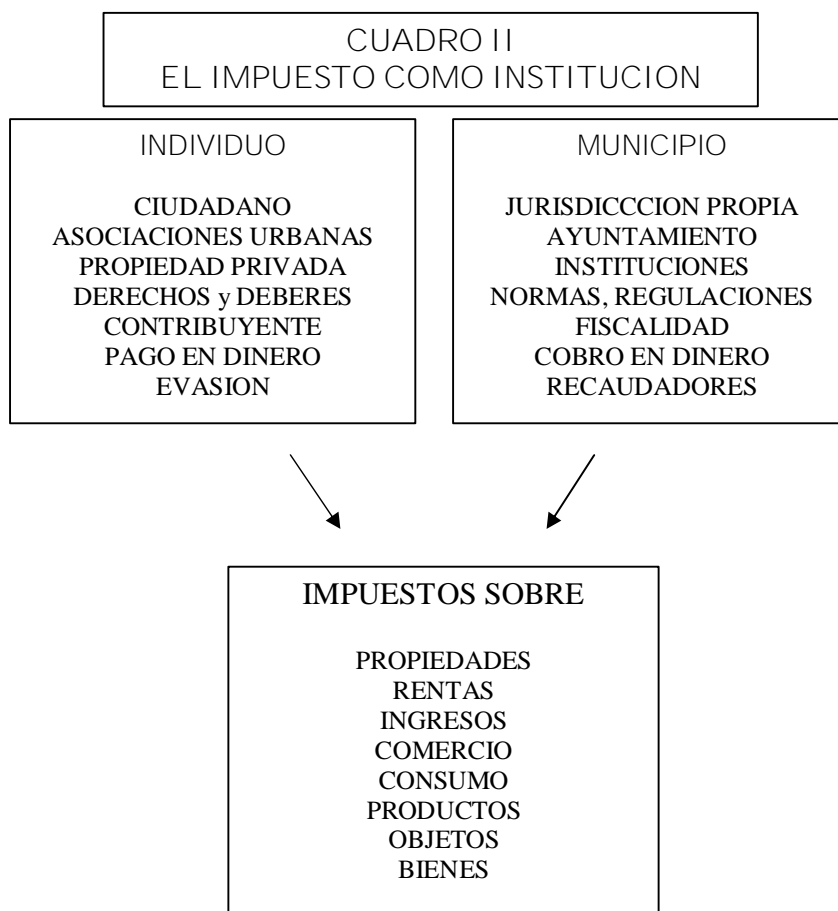 CUADRO II
EL IMPUESTO COMO INSTITUCION
INDIVIDUO
CIUDADANO
ASOCIACIONES URBANAS
PROPIEDAD PRIVADA
DERECHOS y DEBERES
CONTRIBUYENTE
PAGO EN DINERO
EVASION
MUNICIPIO
JURISDICCCION PROPIA
AYUNTAMIENTO
INSTITUCIONES
NORMAS, REGULACIONES
FISCALIDAD
COBRO EN DINERO
RECAUDADORES
IMPUESTOS SOBRE
PROPIEDADES
RENTAS
INGRESOS
COMERCIO
CONSUMO
PRODUCTOS
OBJETOS
BIENES